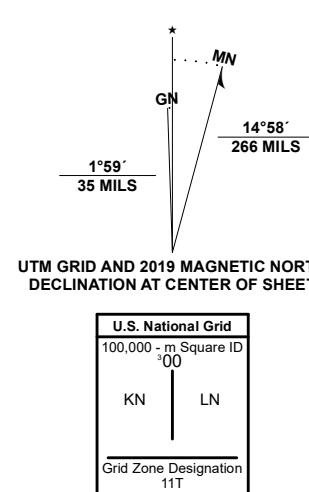 ★
MN
GN
14°58´
266 MILS
1°59´
35 MILS
UTM GRID AND 2019 MAGNETIC NORT
DECLINATION AT CENTER OF SHEET
U.S. National Grid
100,000 - m Square ID
³00
KN LN
Grid Zone Designation
11T